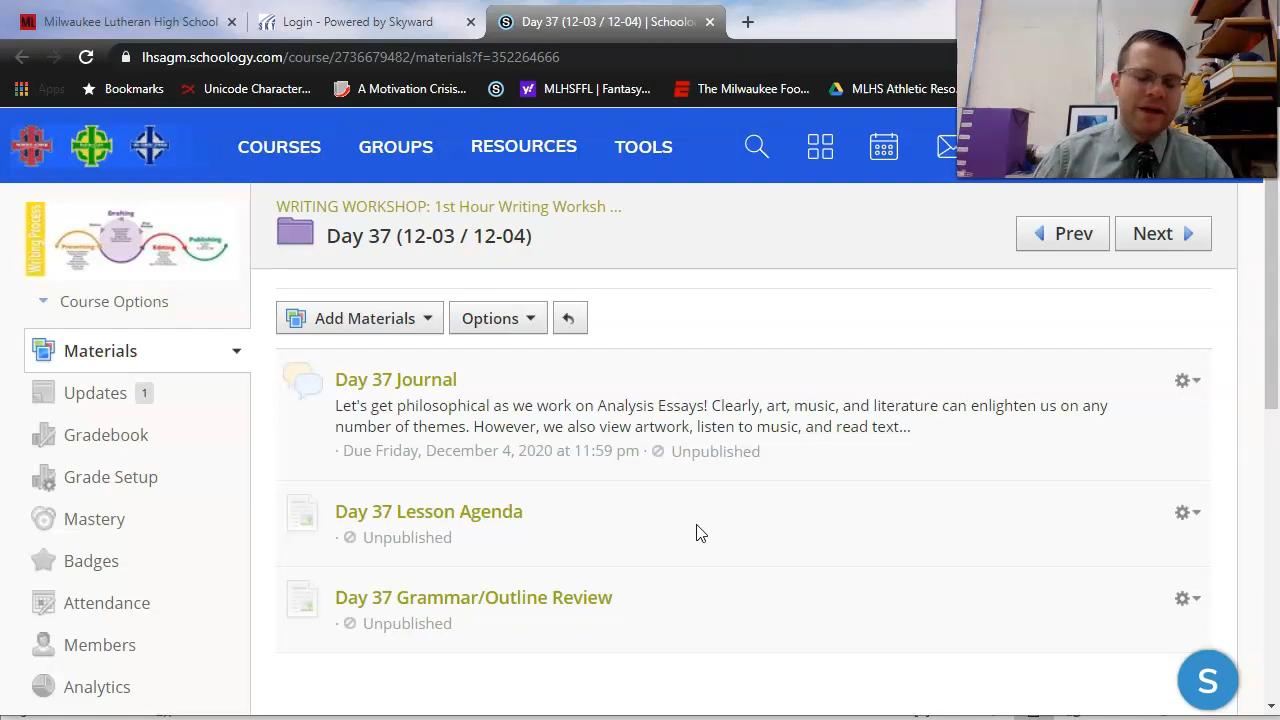 Milwaukee Lutheran High School
Login - Powered by Skyward
Day 37 (12-03 / 12-04) | Schoolo
lhsagm.schoology.com/course/2736679482/materials?f=352264666
Apps
Bookmarks
Unicode Character...
A Motivation Crisis...
MLHSFFL | Fantasy...
The Milwaukee Foo...
MLHS Athletic Reso
COURSES
GROUPS
RESOURCES
TOOLS
Writing Process
Drafting
Prewriting
Editing
Publishing
Course Options
Materials
Updates 1
Gradebook
Grade Setup
Mastery
Badges
Attendance
Members
Analytics
WRITING WORKSHOP: 1st Hour Writing Worksh ...
Day 37 (12-03 / 12-04)
Prev
Next
Add Materials
Options
Day 37 Journal
Let's get philosophical as we work on Analysis Essays! Clearly, art, music, and literature can enlighten us on any
number of themes. However, we also view artwork, listen to music, and read text...
· Due Friday, December 4, 2020 at 11:59 pm · Unpublished
Day 37 Lesson Agenda
· Unpublished
Day 37 Grammar/Outline Review
· Unpublished
S